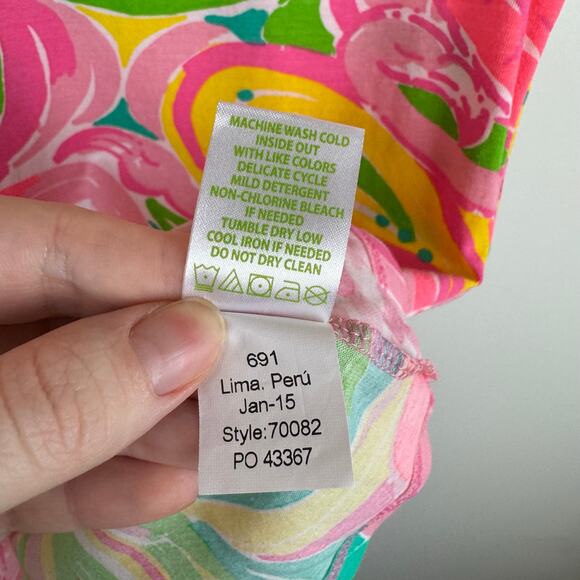 MACHINE WASH COLD
INSIDE OUT
WITH LIKE COLORS
DELICATE CYCLE
MILD DETERGENT
NON-CHLORINE BLEACH
IF NEEDED
TUMBLE DRY LOW
COOL IRON IF NEEDED
DO NOT DRY CLEAN
691
Lima. Perú
Jan-15
Style:70082
PO 43367